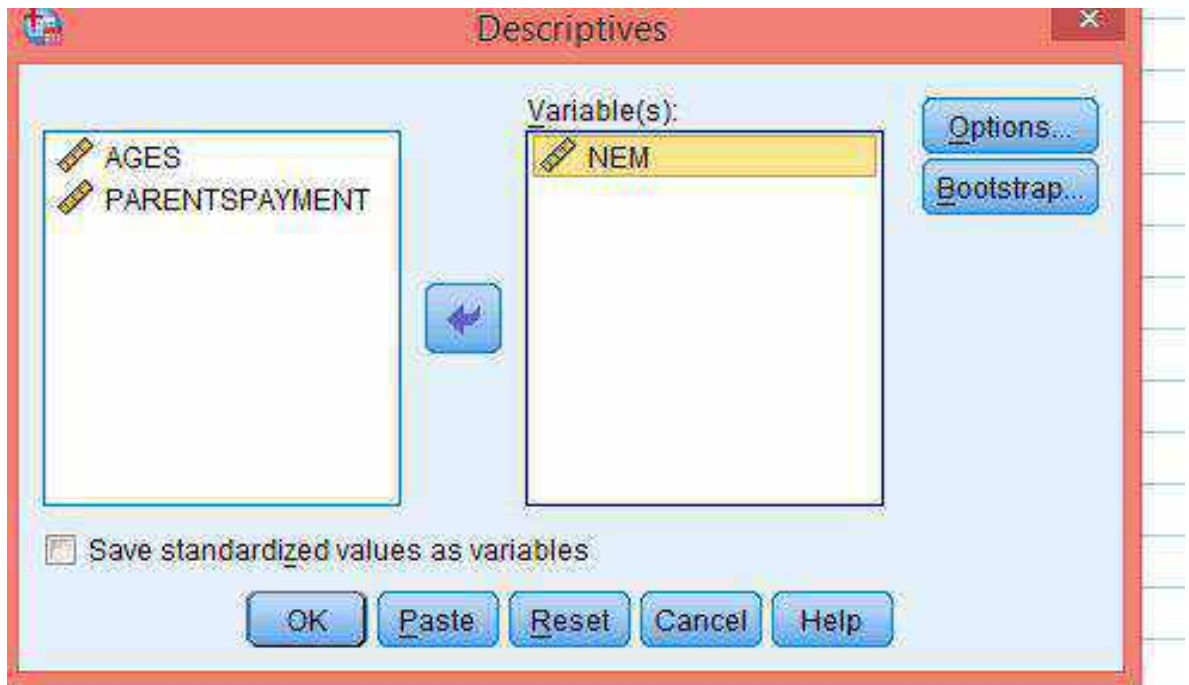 Descriptives
Variable(s):
AGES
PARENTSPAYMENT
NEM
Options...
Bootstrap...
Save standardized values as variables
OK Paste Reset Cancel Help